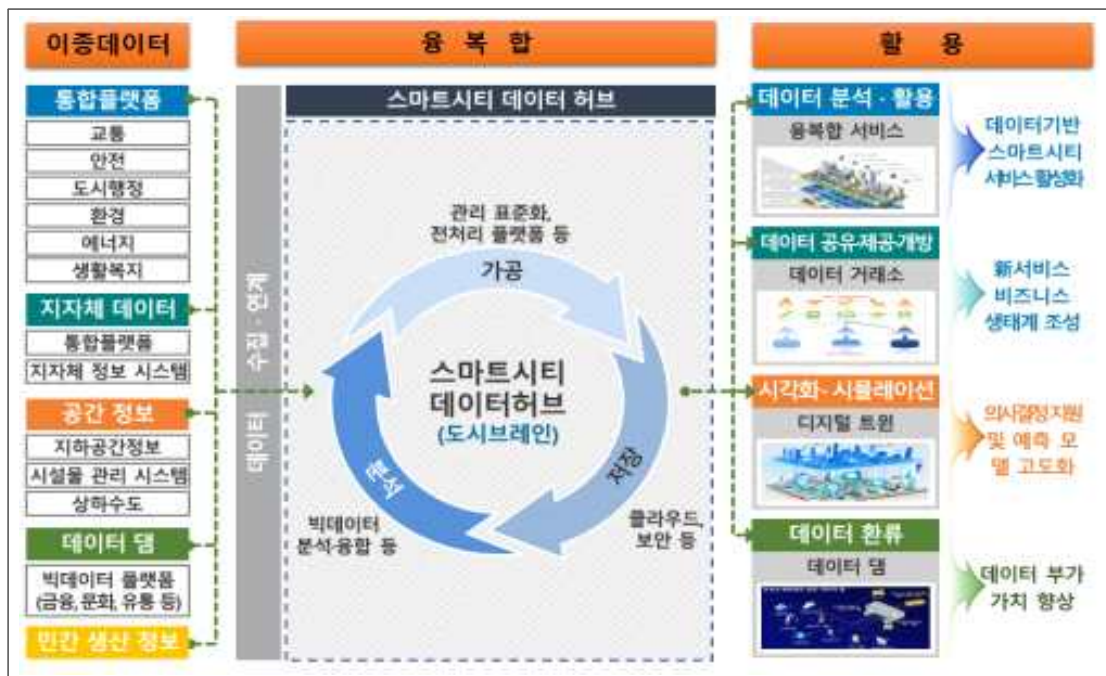 이종데이터
통합플랫폼
교통
안전
도시행정
환경
에너지
생활복지
지자체 데이터
통합플랫폼
지자체 정보 시스템
공간 정보
지하공간정보
시설물 관리 시스템
상하수도
데이터 댐
빅데이터 플랫폼
(금융, 문화, 유통 등)
민간 생산 정보
융 복 합
데이터 수집·연계
스마트시티 데이터 허브
관리 표준화,
전처리 플랫폼 등
가공
스마트시티
데이터허브
(도시브레인)
저장
클라우드,
보안 등
분석
빅데이터
분석·융합 등
활 용
데이터 분석·활용
융복합 서비스
데이터기반
스마트시티
서비스 활성화
데이터 공유·제공·개방
데이터 거래소
新서비스
비즈니스
생태계 조성
시각화·시뮬레이션
디지털 트윈
의사결정 지원
및 예측 모
델 고도화
데이터 환류
데이터 댐
데이터 부가
가치 향상